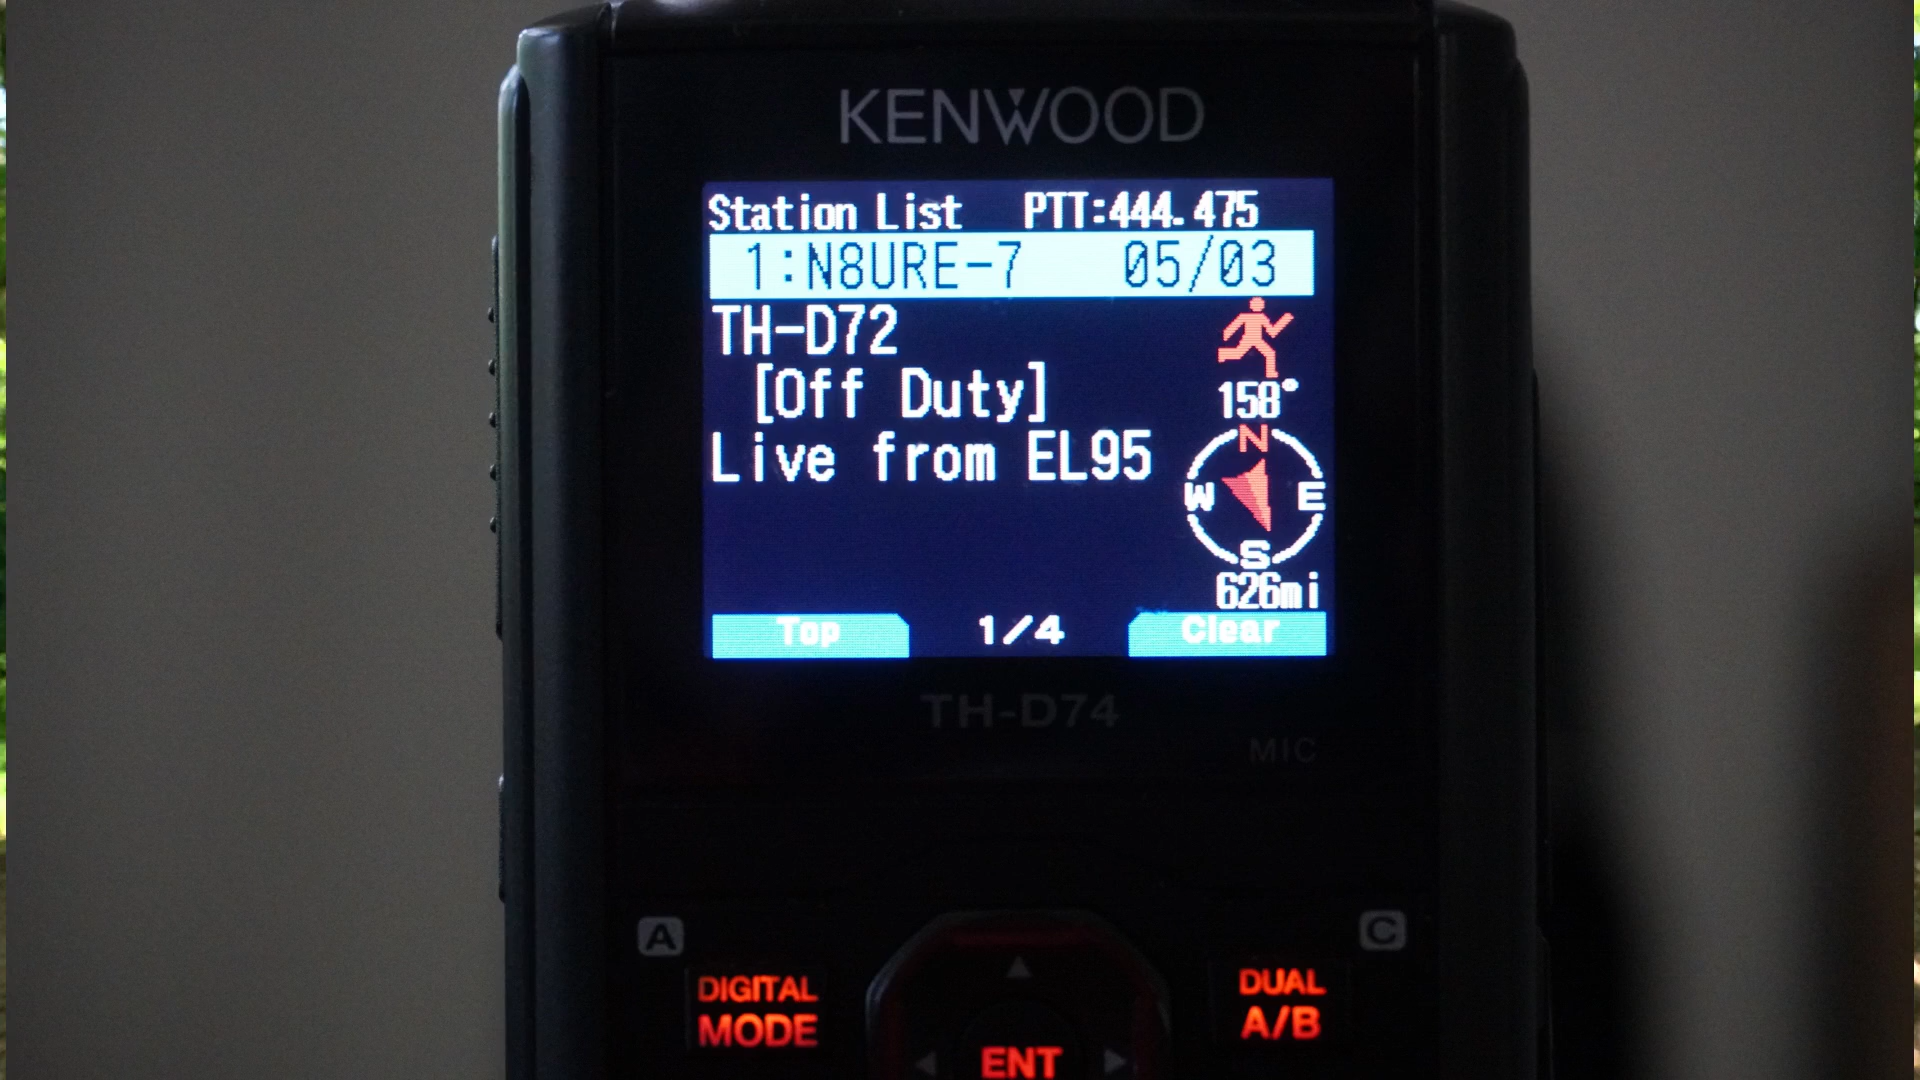 KENWOOD
Station List PTT:444.475
1:N8URE-7 05/03
TH-D72
[Off Duty]
158°
Live from EL95
N
W E
S
626mi
Top 1/4 Clear
TH-D74
MIC
A C
DIGITAL MODE
DUAL A/B
ENT